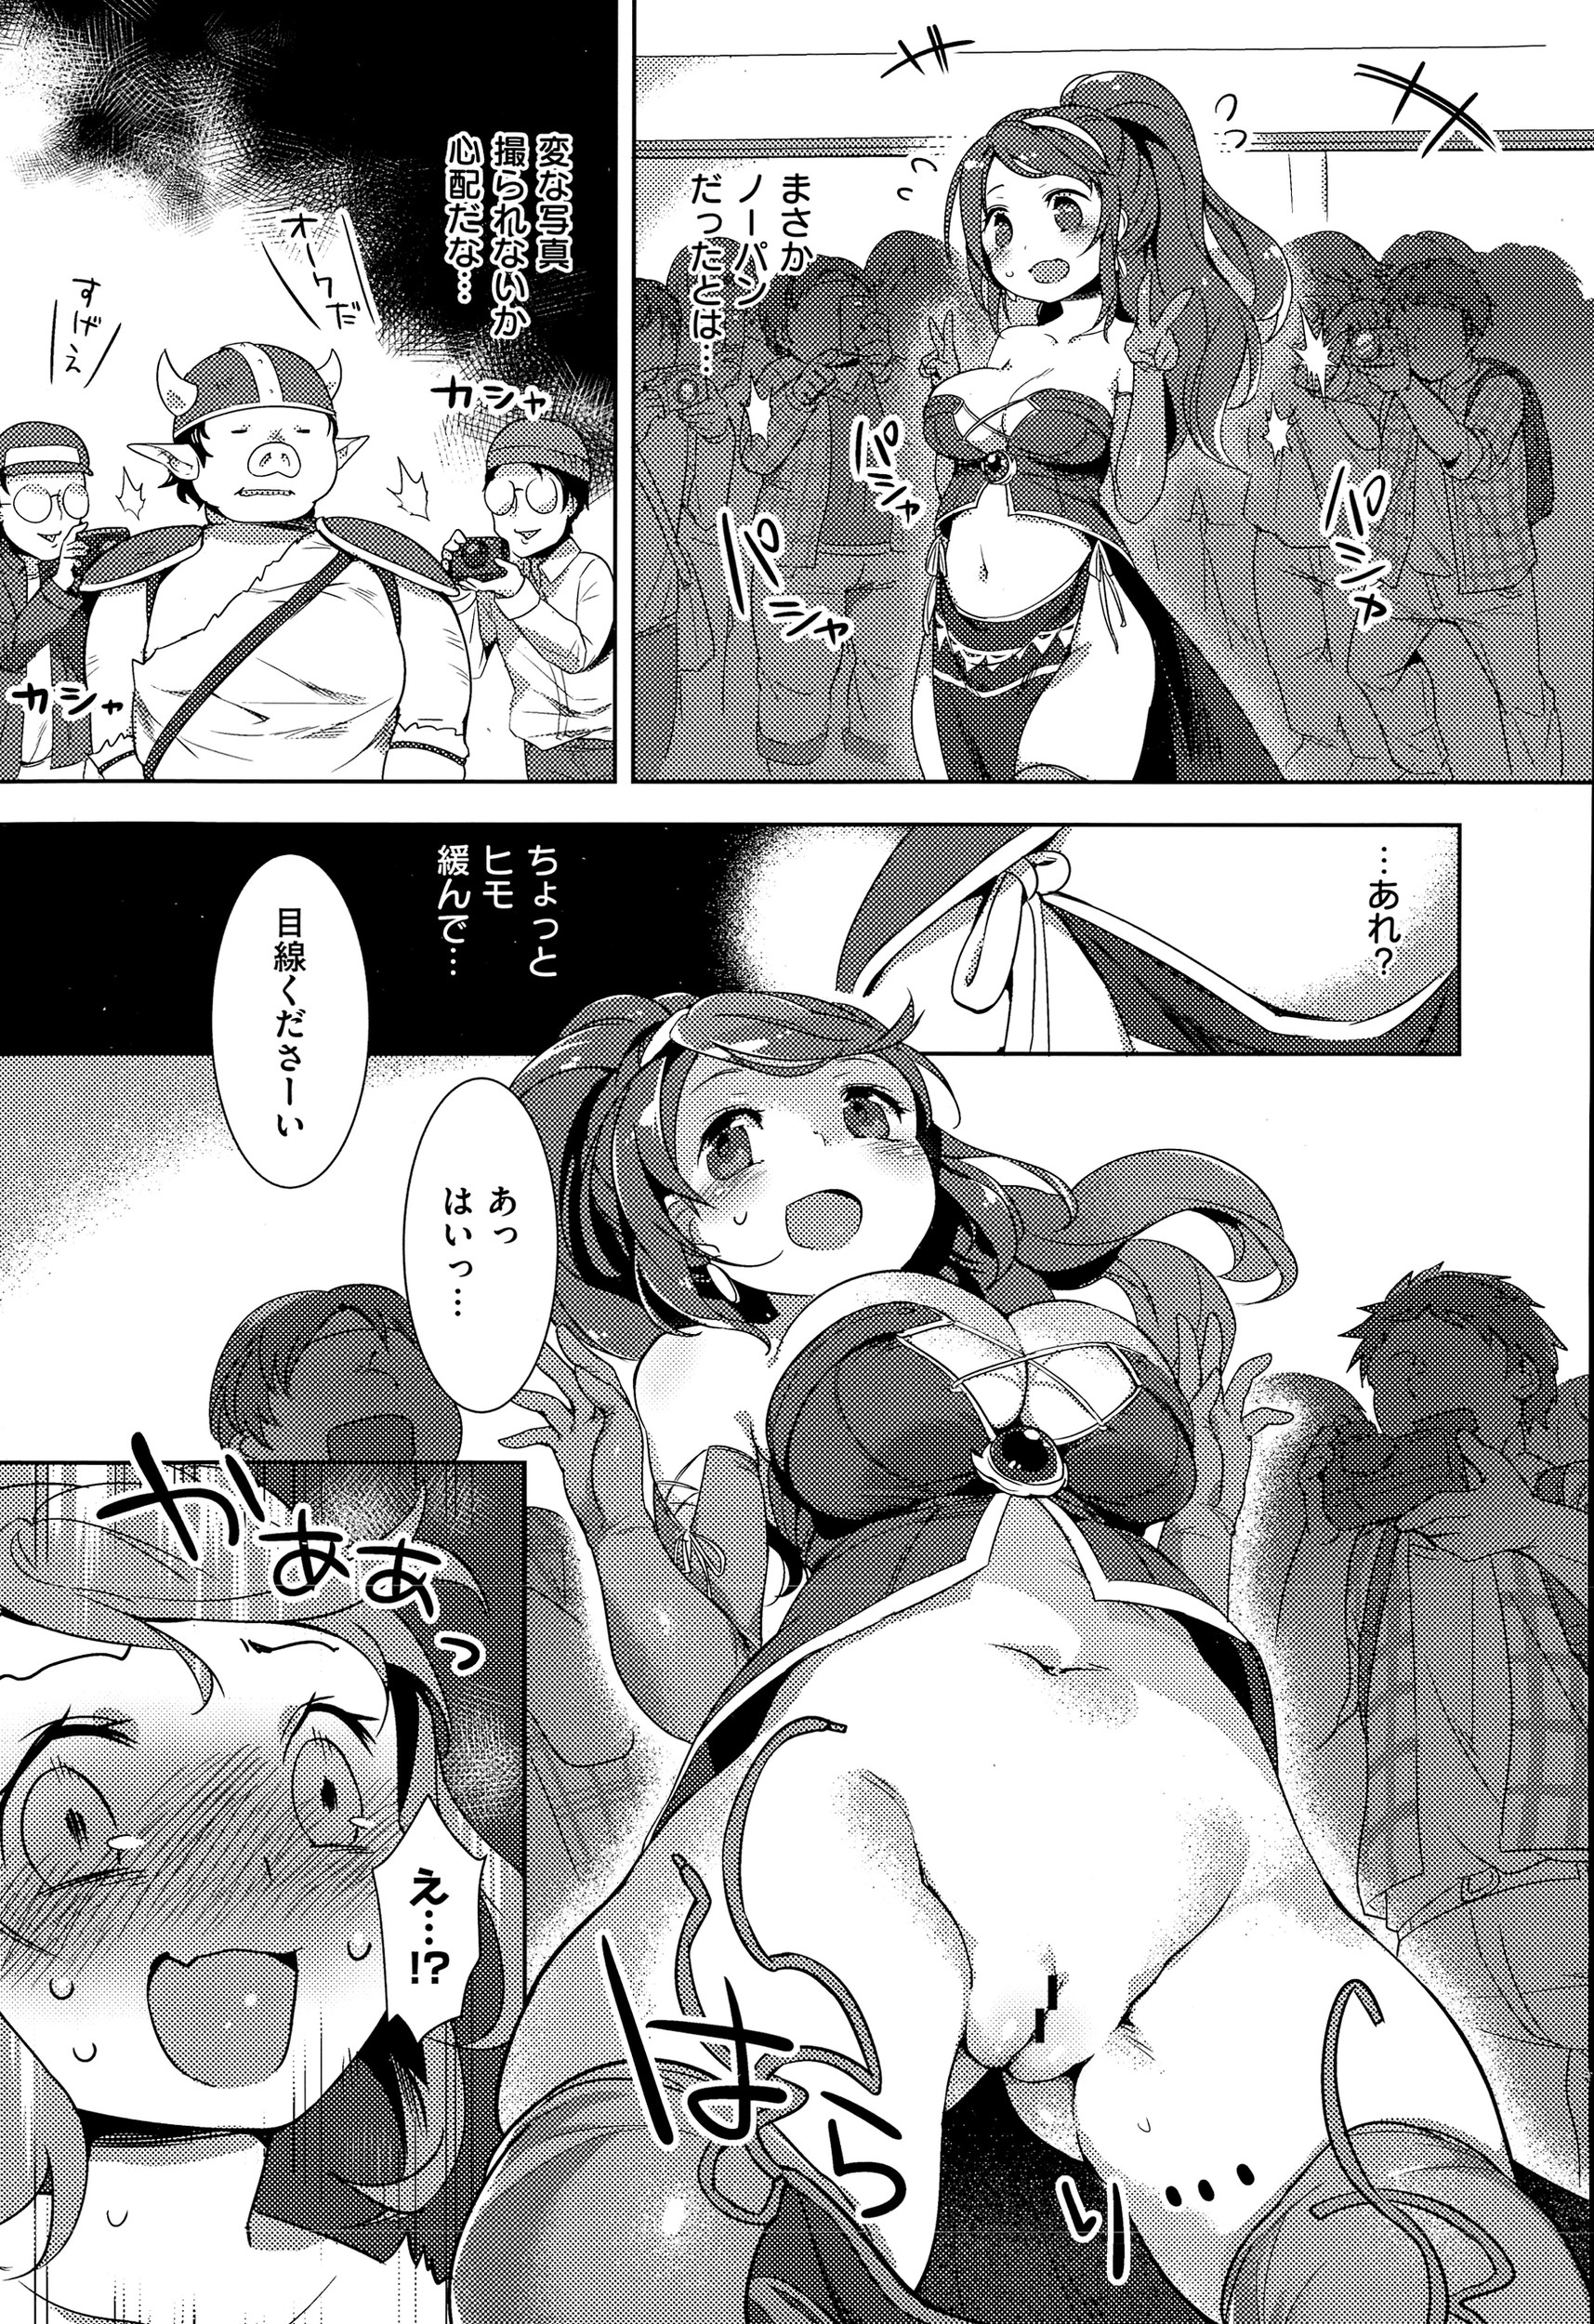 まさか
ノーパン
だったとは…
パシャ
パシャ
パシャ
変な写真
撮られないか
心配だな…
オークだ
すげぇ
カシャ
カシャ
…あれ?
ちょっと
ヒモ
緩んで…
目線くださーい
あっ
はいっ…
はらり…
かぁあぁっ
え…!?